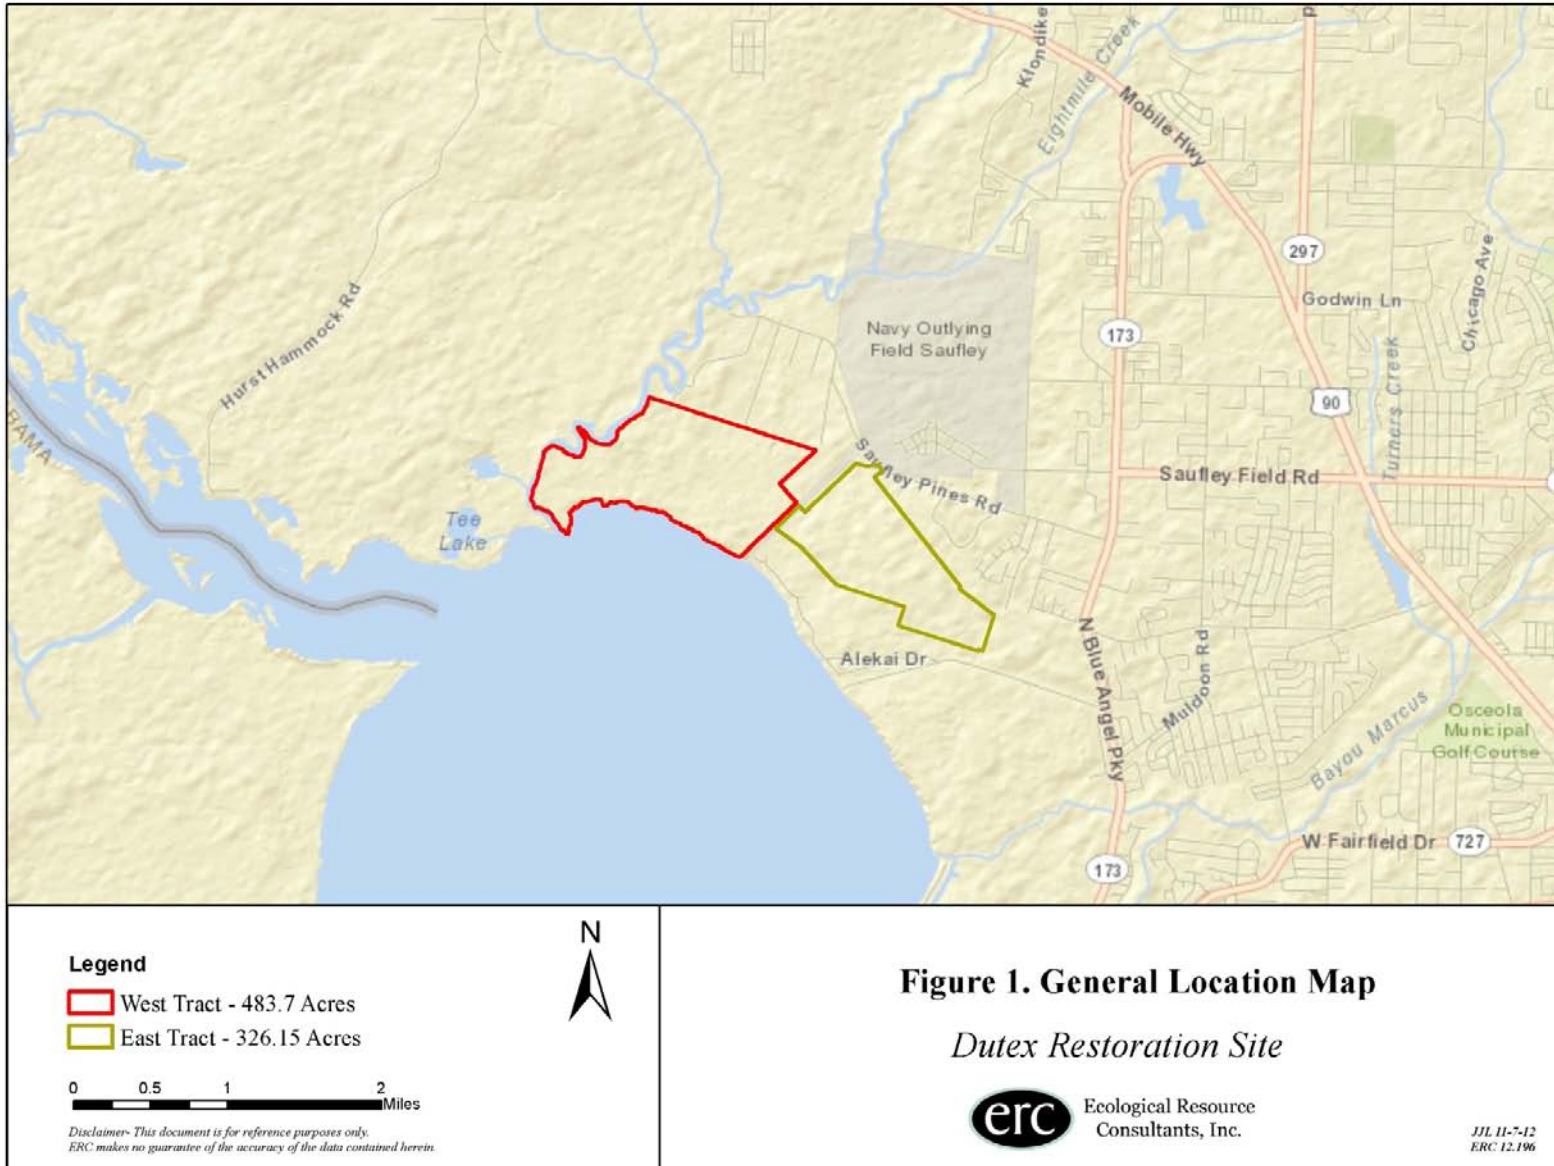 Klondike
Eightmile Creek
Mobile Hwy
297
Godwin Ln
Chicago Ave
Hurst Hammock Rd
Navy Outlying
Field Saufley
173
Turners Creek
90
BAMA
Saufley Pines Rd
Saufley Field Rd
Tee
Lake
Alekai Dr
N Blue Angel Pky
Muldoon Rd
Bayou Marcus
Osceola
Municipal
Golf Course
W Fairfield Dr
727
173
Legend
West Tract - 483.7 Acres
East Tract - 326.15 Acres
N
0 0.5 1 2
Miles
Disclaimer- This document is for reference purposes only.
ERC makes no guarantee of the accuracy of the data contained herein.
Figure 1. General Location Map
Dutex Restoration Site
erc
Ecological Resource
Consultants, Inc.
JJL 11-7-12
ERC 12.196